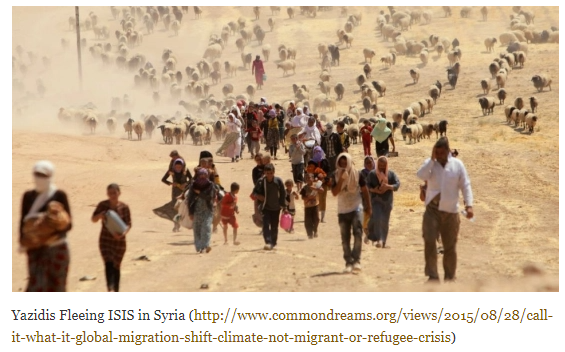 Yazidis Fleeing ISIS in Syria (http://www.commondreams.org/views/2015/08/28/call-
it-what-it-global-migration-shift-climate-not-migrant-or-refugee-crisis)